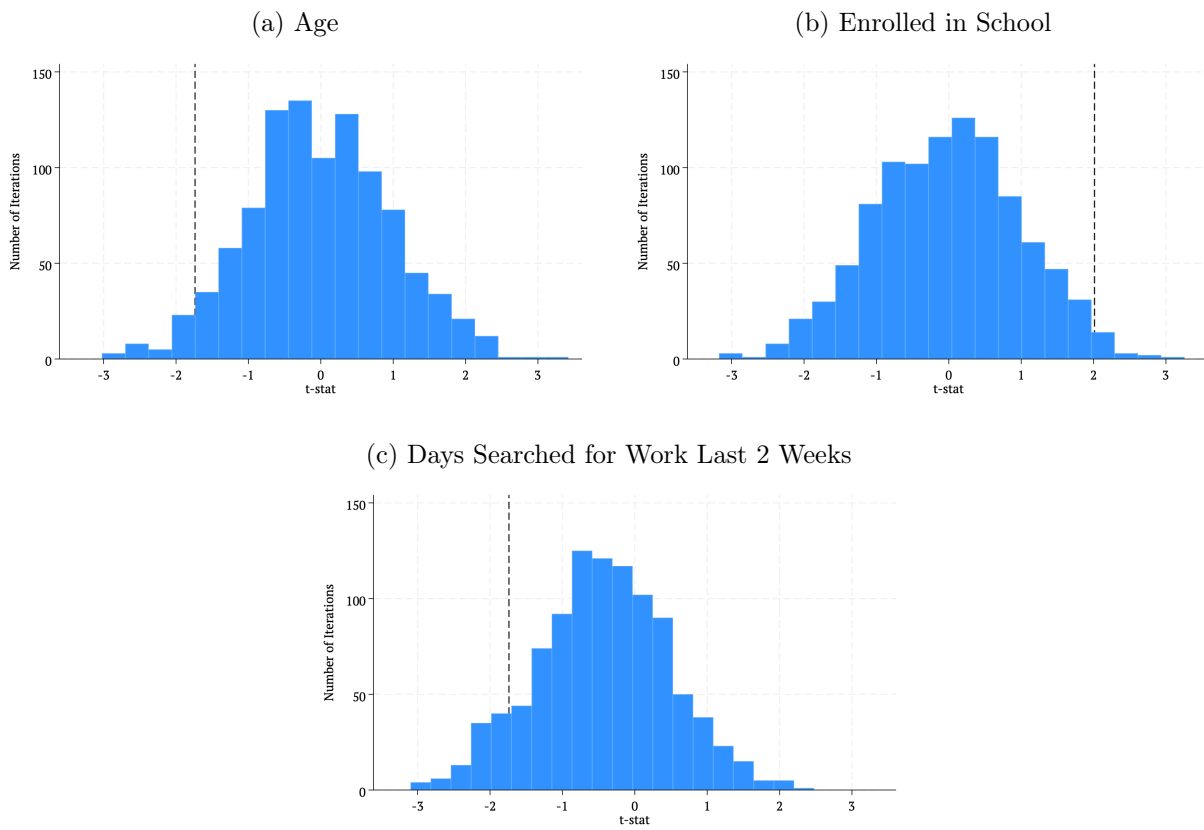 (a) Age
150
100
50
0
Number of Iterations
-3 -2 -1 0 1 2 3
t-stat
(b) Enrolled in School
150
100
50
0
Number of Iterations
-3 -2 -1 0 1 2 3
t-stat
(c) Days Searched for Work Last 2 Weeks
150
100
50
0
Number of Iterations
-3 -2 -1 0 1 2 3
t-stat